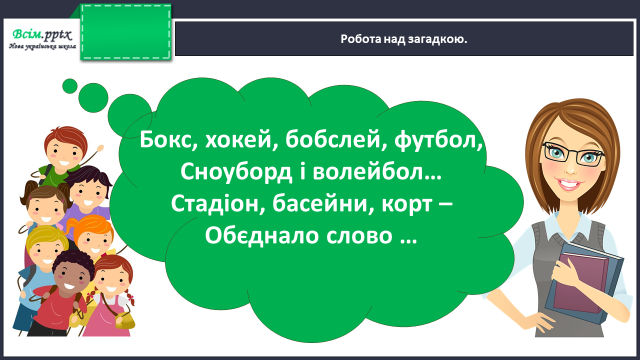 Всім.pptx
Нова українська школа
Робота над загадкою.
Бокс, хокей, бобслей, футбол,
Сноуборд і волейбол…
Стадіон, басейни, корт –
Обєднало слово …